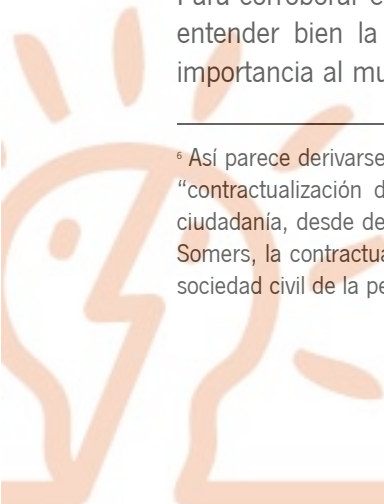 Para corroborar e
entender bien la
importancia al mu
⁶ Así parece derivarse
“contractualización d
ciudadanía, desde de
Somers, la contractua
sociedad civil de la pe